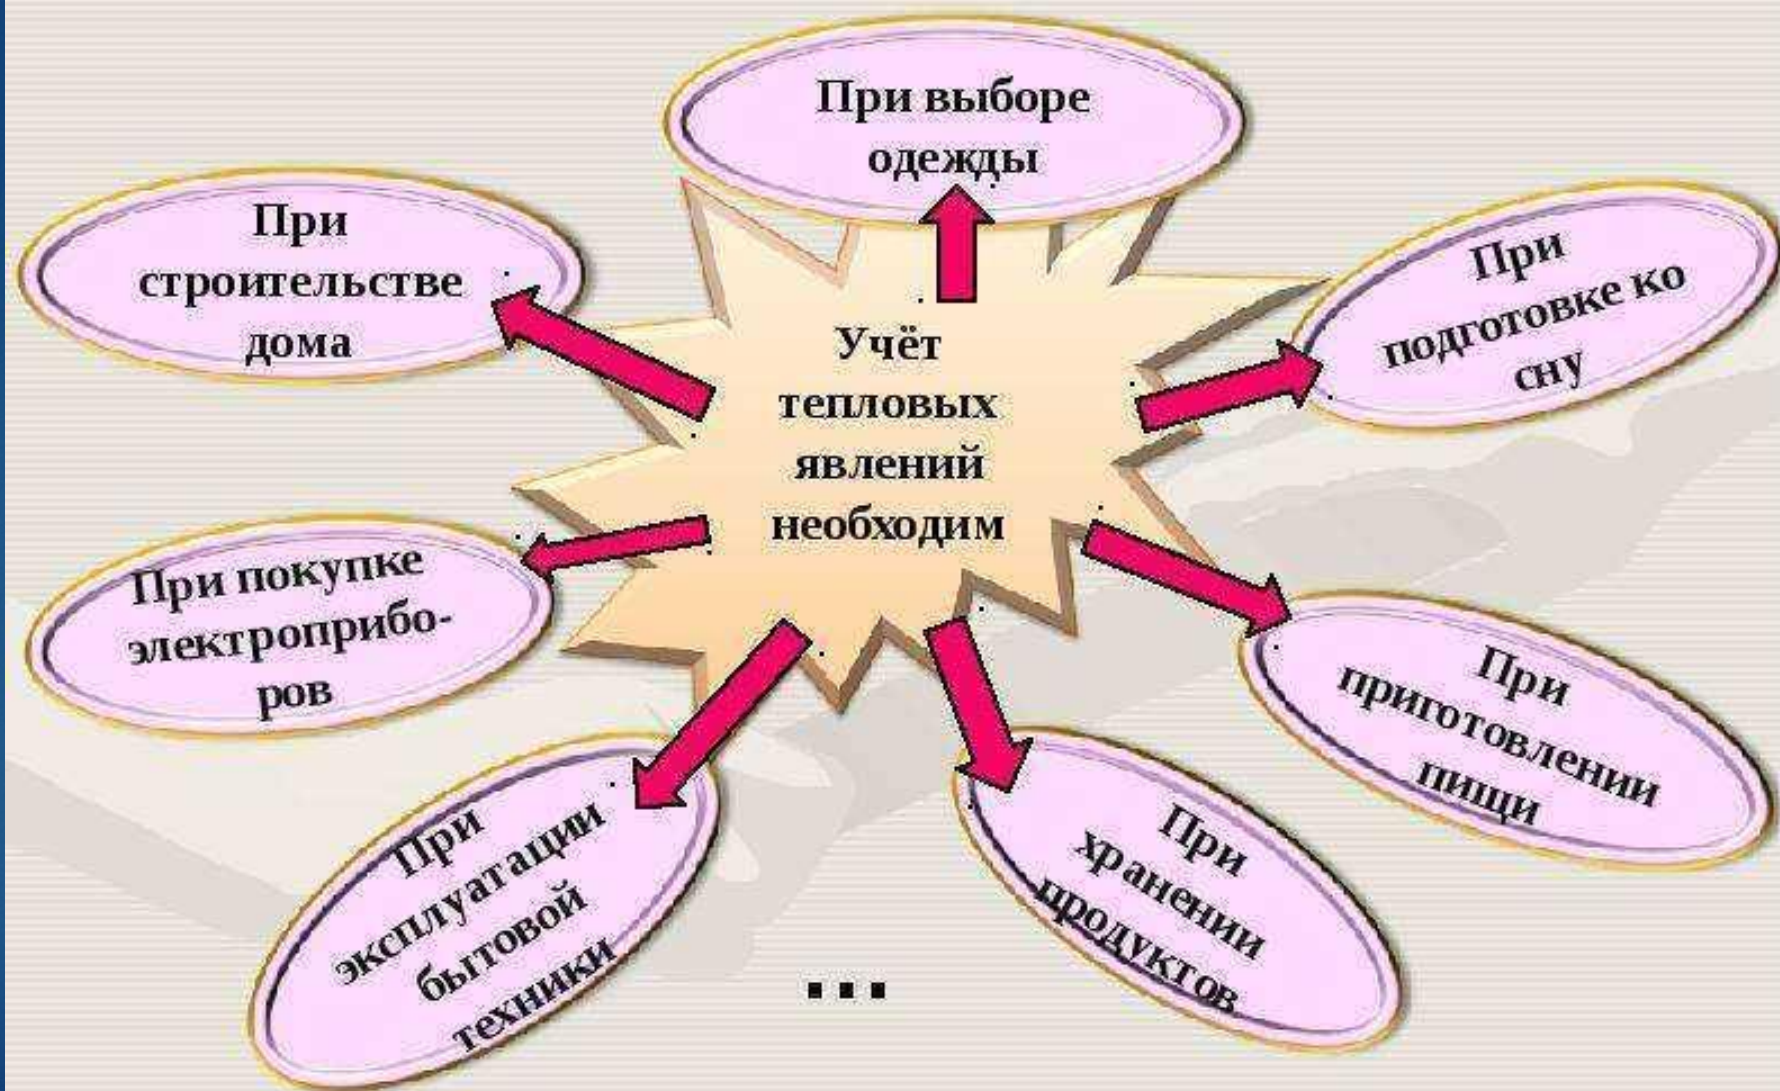 При выборе
одежды
При
строительстве
дома
При
подготовке ко
сну
Учёт
тепловых
явлений
необходим
При покупке
электроприбо-
ров
При
приготовлении
пищи
При
эксплуатации
бытовой
техники
При
хранении
продуктов
...